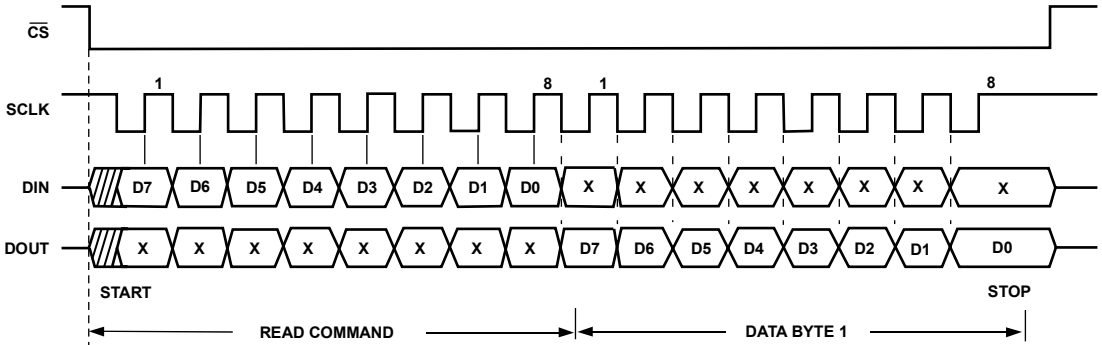 CS
1 8 1 8
SCLK
DIN D7 D6 D5 D4 D3 D2 D1 D0 X X X X X X X X
DOUT X X X X X X X X D7 D6 D5 D4 D3 D2 D1 D0
START STOP
READ COMMAND DATA BYTE 1